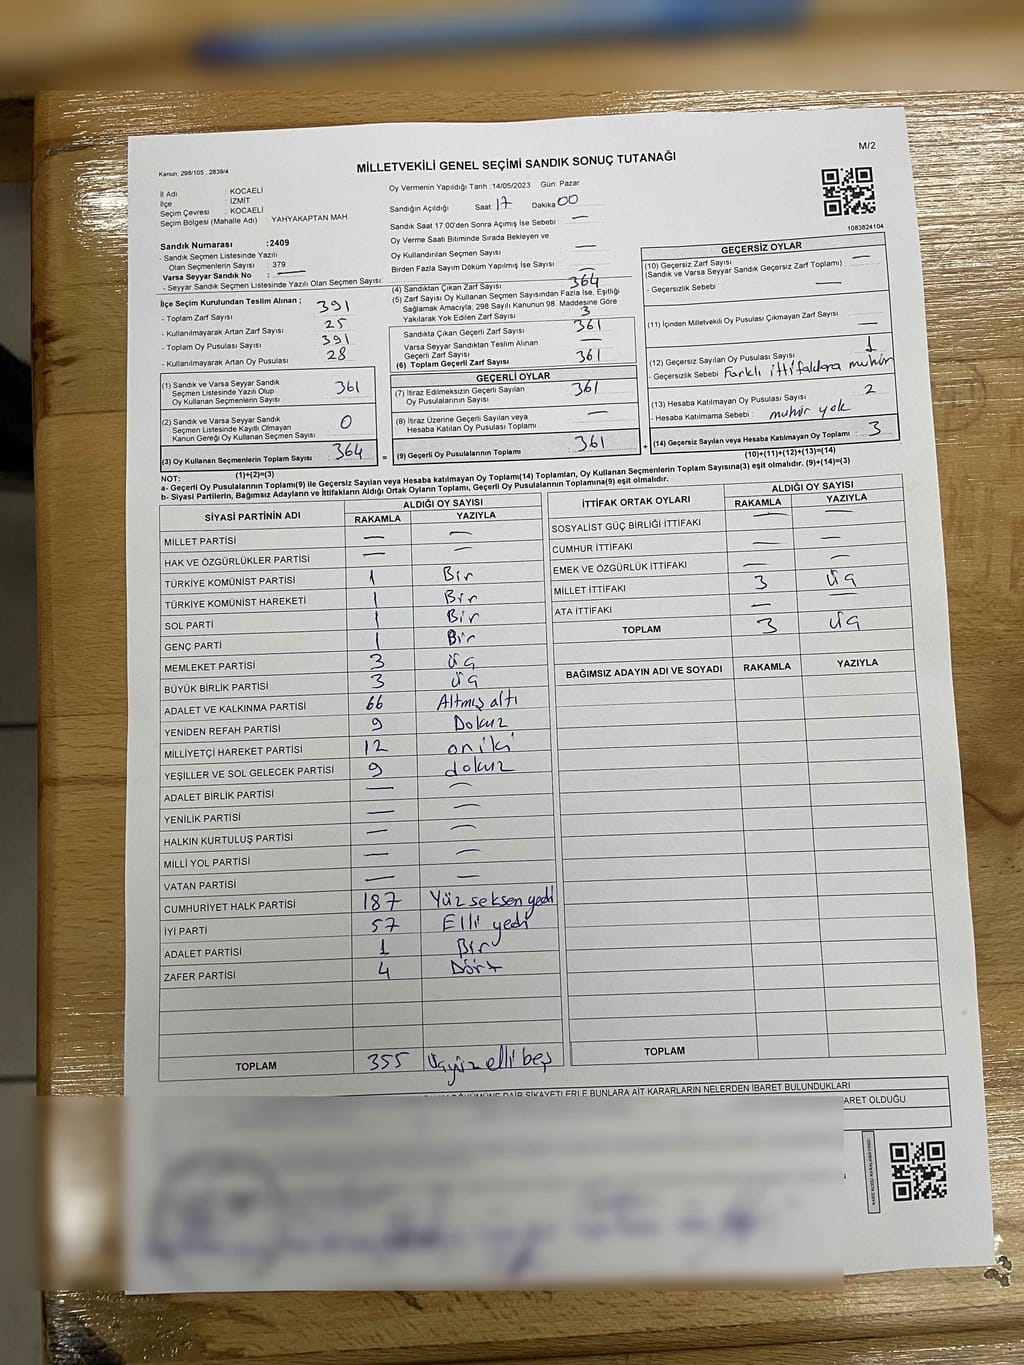 M/2
Kanun: 298/105 , 2839/4
MİLLETVEKİLİ GENEL SEÇİMİ SANDIK SONUÇ TUTANAĞI
İl Adı : KOCAELİ
İlçe : İZMİT
Seçim Çevresi : KOCAELİ
Seçim Bölgesi (Mahalle Adı) : YAHYAKAPTAN MAH.
Sandık Numarası :2409
- Sandık Seçmen Listesinde Yazılı
Olan Seçmenlerin Sayısı : 379
Varsa Seyyar Sandık No : —
- Seyyar Sandık Listesinde Yazılı Olan Seçmen Sayısı:
İlçe Seçim Kurulundan Teslim Alınan ;
- Toplam Zarf Sayısı 391
- Kullanılmayarak Artan Zarf Sayısı 25
- Toplam Oy Pusulası Sayısı 391
- Kullanılmayarak Artan Oy Pusulası 28
(1) Sandık ve Varsa Seyyar Sandık
Seçmen Listesinde Yazılı Olup
Oy Kullanan Seçmenlerin Sayısı 361
(2) Sandık ve Varsa Seyyar Sandık
Seçmen Listesinde Kayıtlı Olmayan
Kanun Gereği Oy Kullanan Seçmen Sayısı 0
(3) Oy Kullanan Seçmenlerin Toplam Sayısı : 364
(1)+(2)=(3)
Oy Vermenin Yapıldığı Tarih :14/05/2023 Gün: Pazar
Sandığın Açıldığı Saat: 17 Dakika 00
Sandık Saat 17:00'den Sonra Açımış İse Sebebi : —
Oy Verme Saati Bitiminde Sırada Bekleyen ve
Oy Kullandırılan Seçmen Sayısı —
Birden Fazla Sayım Döküm Yapılmış İse Sayısı —
(4) Sandıktan Çıkan Zarf Sayısı 364
(5) Zarf Sayısı Oy Kullanan Seçmen Sayısından Fazla İse, Eşitliği
Sağlamak Amacıyla; 298 Sayılı Kanunun 98. Maddesine Göre
Yakılarak Yok Edilen Zarf Sayısı 3
Sandıkta Çıkan Geçerli Zarf Sayısı 361
Varsa Seyyar Sandıktan Teslim Alınan
Geçerli Zarf Sayısı —
(6) Toplam Geçerli Zarf Sayısı 361
GEÇERLİ OYLAR
(7) İtiraz Edilmeksizin Geçerli Sayılan
Oy Pusulalarının Sayısı 361
(8) İtiraz Üzerine Geçerli Sayılan veya
Hesaba Katılan Oy Pusulası Toplamı —
= (9) Geçerli Oy Pusulalarının Toplamı 361 +
1083824104
GEÇERSİZ OYLAR
(10) Geçersiz Zarf Sayısı
(Sandık ve Varsa Seyyar Sandık Geçersiz Zarf Toplamı) : —
- Geçersizlik Sebebi : —
(11) İçinden Milletvekili Oy Pusulası Çıkmayan Zarf Sayısı : —
(12) Geçersiz Sayılan Oy Pusulası Sayısı : 1
- Geçersizlik Sebebi Farklı ittifaklara mühür
(13) Hesaba Katılmayan Oy Pusulası Sayısı 2
- Hesaba Katılmama Sebebi : mühür yok
(14) Geçersiz Sayılan veya Hesaba Katılmayan Oy Toplamı : 3
(10)+(11)+(12)+(13)=(14)
NOT:
a- Geçerli Oy Pusulalarının Toplamı(9) ile Geçersiz Sayılan veya Hesaba katılmayan Oy Toplamı(14) Toplamları, Oy Kullanan Seçmenlerin Toplam Sayısına(3) eşit olmalıdır. (9)+(14)=(3)
b- Siyasi Partilerin, Bağımsız Adayların ve İttifakların Aldığı Oyların Toplamı, Geçerli Oy Pusulalarının Toplamına(9) eşit olmalıdır.
SİYASİ PARTİNİN ADI ALDIĞI OY SAYISI
RAKAMLA YAZIYLA
MİLLET PARTİSİ — —
HAK VE ÖZGÜRLÜKLER PARTİSİ — —
TÜRKİYE KOMÜNİST PARTİSİ 1 Bir
TÜRKİYE KOMÜNİST HAREKETİ 1 Bir
SOL PARTİ 1 Bir
GENÇ PARTİ 1 Bir
MEMLEKET PARTİSİ 3 üç
BÜYÜK BİRLİK PARTİSİ 3 üç
ADALET VE KALKINMA PARTİSİ 66 Altmış altı
YENİDEN REFAH PARTİSİ 9 Dokuz
MİLLİYETÇİ HAREKET PARTİSİ 12 on iki
YEŞİLLER VE SOL GELECEK PARTİSİ 9 dokuz
ADALET BİRLİK PARTİSİ — —
YENİLİK PARTİSİ — —
HALKIN KURTULUŞ PARTİSİ — —
MİLLİ YOL PARTİSİ — —
VATAN PARTİSİ — —
CUMHURİYET HALK PARTİSİ 187 Yüz seksen yedi
İYİ PARTİ 57 Elli yedi
ADALET PARTİSİ 1 Bir
ZAFER PARTİSİ 4 Dört
TOPLAM 355 Üçyüz elli beş
İTTİFAK ORTAK OYLARI ALDIĞI OY SAYISI
RAKAMLA YAZIYLA
SOSYALİST GÜÇ BİRLİĞİ İTTİFAKI — —
CUMHUR İTTİFAKI — —
EMEK VE ÖZGÜRLÜK İTTİFAKI — —
MİLLET İTTİFAKI 3 üç
ATA İTTİFAKI — —
TOPLAM 3 üç
BAĞIMSIZ ADAYIN ADI VE SOYADI RAKAMLA YAZIYLA
TOPLAM
DÖKÜMÜNE DAİR ŞİKAYETLERLE BUNLARA AİT KARARLARIN NELERDEN İBARET BULUNDUKLARI
ARET OLDUĞU